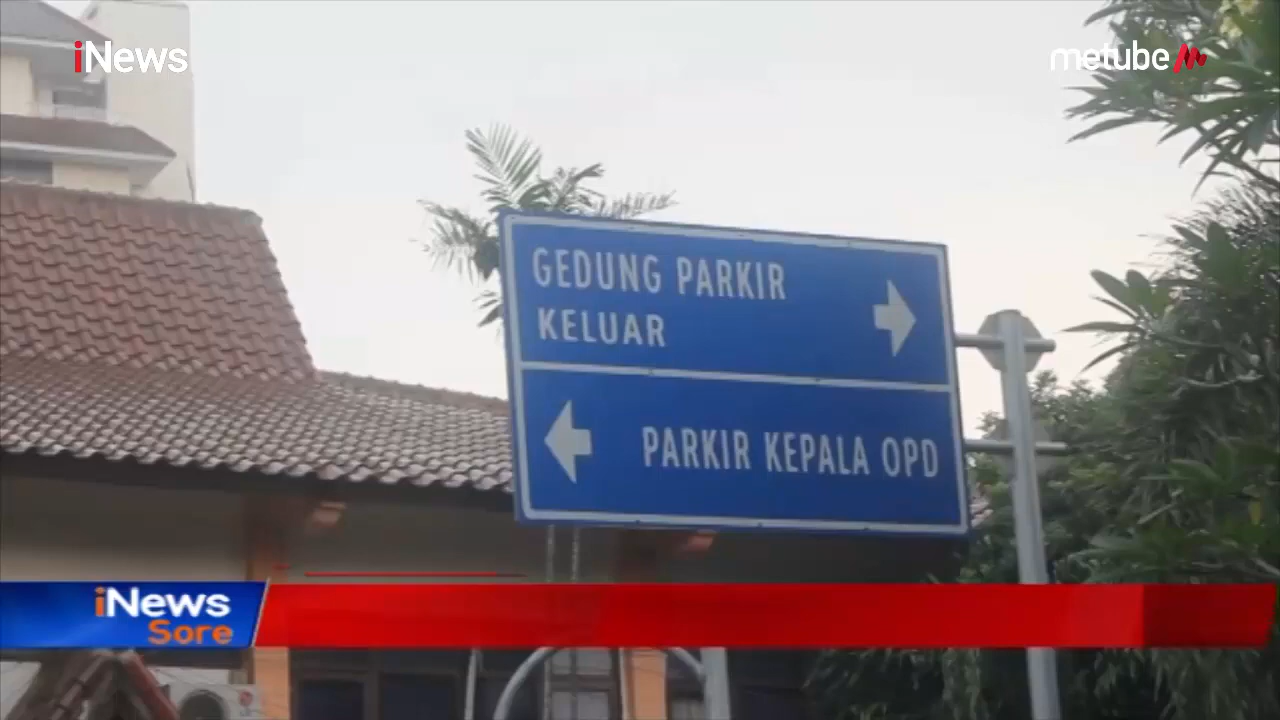 iNews
metube
GEDUNG PARKIR
KELUAR
PARKIR KEPALA OPD
iNews
Sore